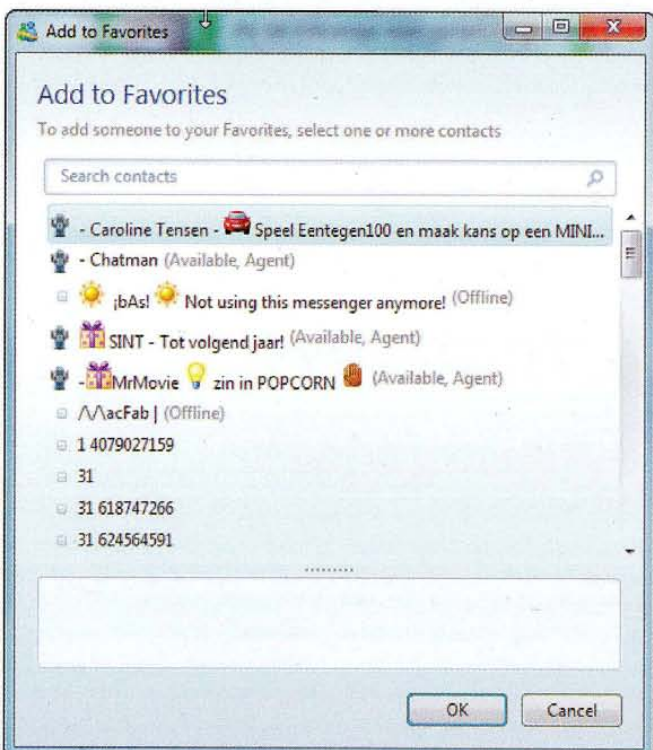 Add to Favorites
Add to Favorites
To add someone to your Favorites, select one or more contacts
Search contacts
- Caroline Tensen - Speel Eentegen100 en maak kans op een MINI...
- Chatman (Available, Agent)
¡bAs! Not using this messenger anymore! (Offline)
SINT - Tot volgend jaar! (Available, Agent)
- MrMovie zin in POPCORN (Available, Agent)
/\/\acFab | (Offline)
1 4079027159
31
31 618747266
31 624564591
OK Cancel